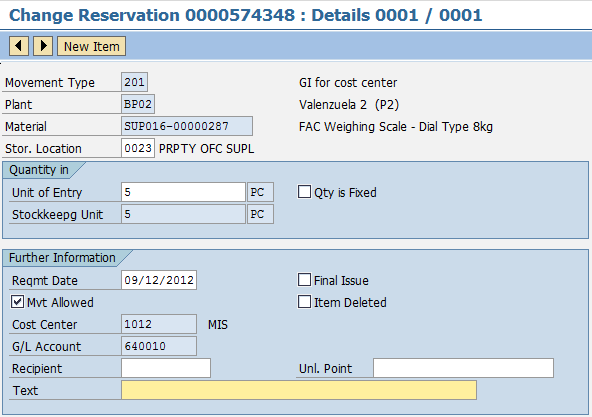 Change Reservation 0000574348 : Details 0001 / 0001
New Item
Movement Type 201 GI for cost center
Plant BP02 Valenzuela 2 (P2)
Material SUP016-00000287 FAC Weighing Scale - Dial Type 8kg
Stor. Location 0023 PRPTY OFC SUPL
Quantity in
Unit of Entry 5 PC Qty is Fixed
Stockkeepg Unit 5 PC
Further Information
Reqmt Date 09/12/2012 Final Issue
Mvt Allowed Item Deleted
Cost Center 1012 MIS
G/L Account 640010
Recipient Unl. Point
Text